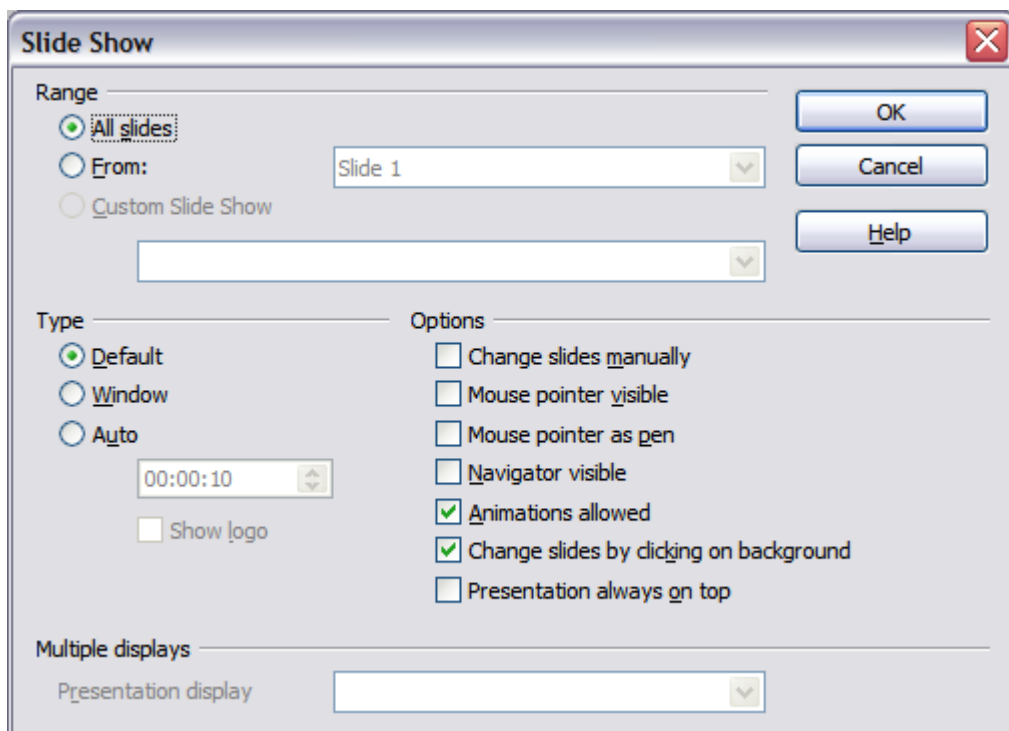 Slide Show
Range
All slides
From: Slide 1
Custom Slide Show
OK
Cancel
Help
Type
Default
Window
Auto
00:00:10
Show logo
Options
Change slides manually
Mouse pointer visible
Mouse pointer as pen
Navigator visible
Animations allowed
Change slides by clicking on background
Presentation always on top
Multiple displays
Presentation display